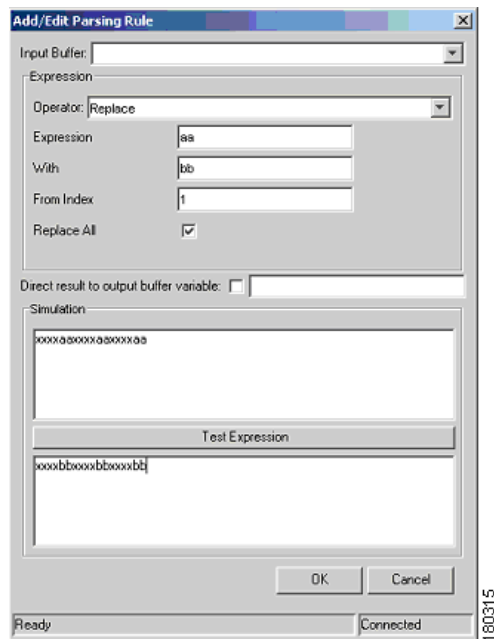 Add/Edit Parsing Rule
Input Buffer:
Expression
Operator: Replace
Expression aa
With bb
From Index 1
Replace All
Direct result to output buffer variable:
Simulation
xxxxaaxxxxaaxxxxaa
Test Expression
xxxxbbxxxxbbxxxxbb
OK Cancel
Ready Connected
80315